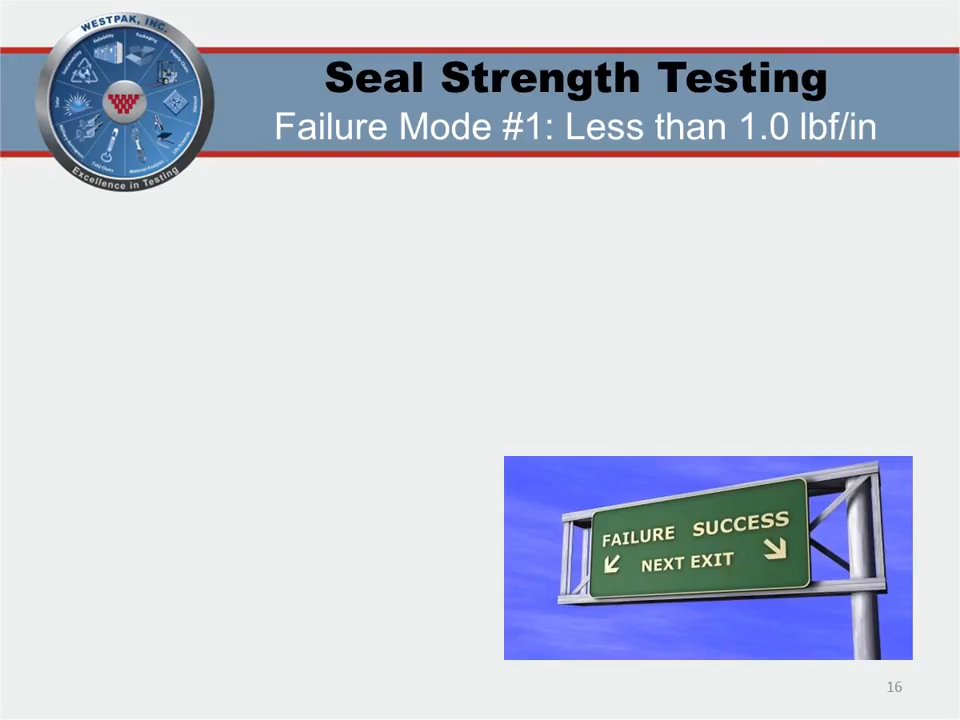 WESTPAK, INC.
Seal Strength Testing
Failure Mode #1: Less than 1.0 lbf/in
Excellence in Testing
FAILURE SUCCESS
NEXT EXIT
16